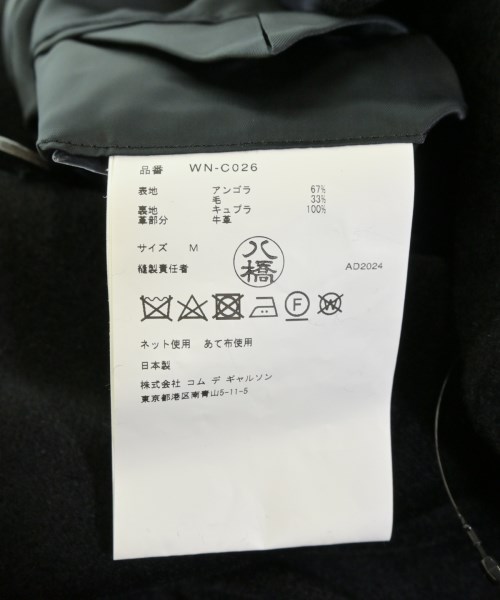 品番 WN-C026
表地 アンゴラ 67%
毛 33%
裏地 キュプラ 100%
革部分 牛革
サイズ M
八橋
縫製責任者 AD2024
F W
ネット使用 あて布使用
日本製
株式会社 コム デ ギャルソン
東京都港区南青山5-11-5